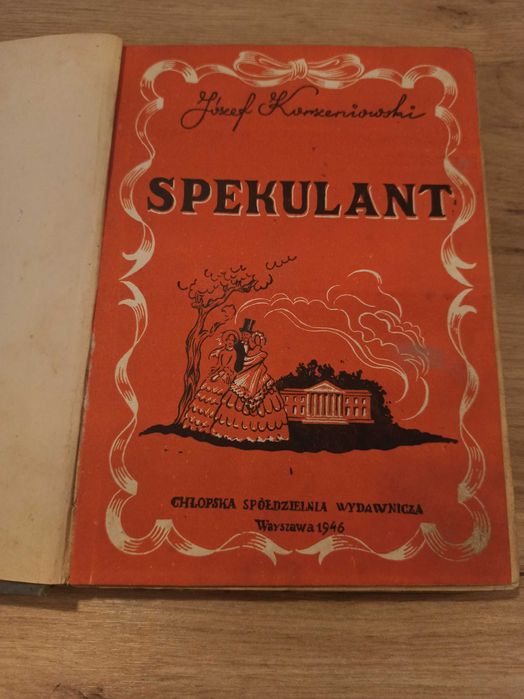 Józef Korzeniowski
SPEKULANT
CHŁOPSKA SPÓŁDZIELNIA WYDAWNICZA
Warszawa 1946